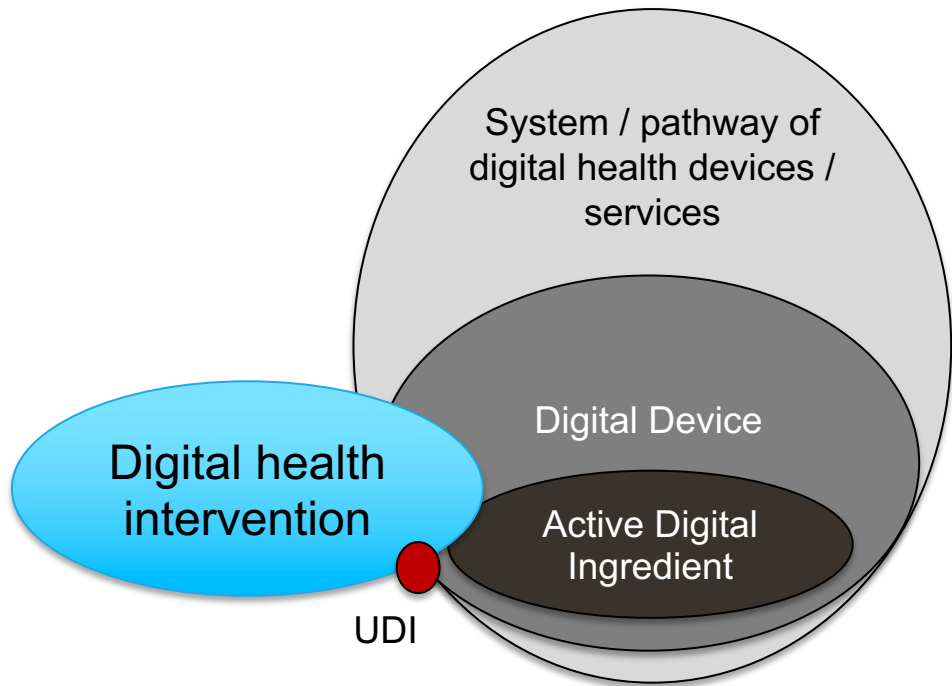 System / pathway of
digital health devices /
services
Digital Device
Digital health
intervention
Active Digital
Ingredient
UDI